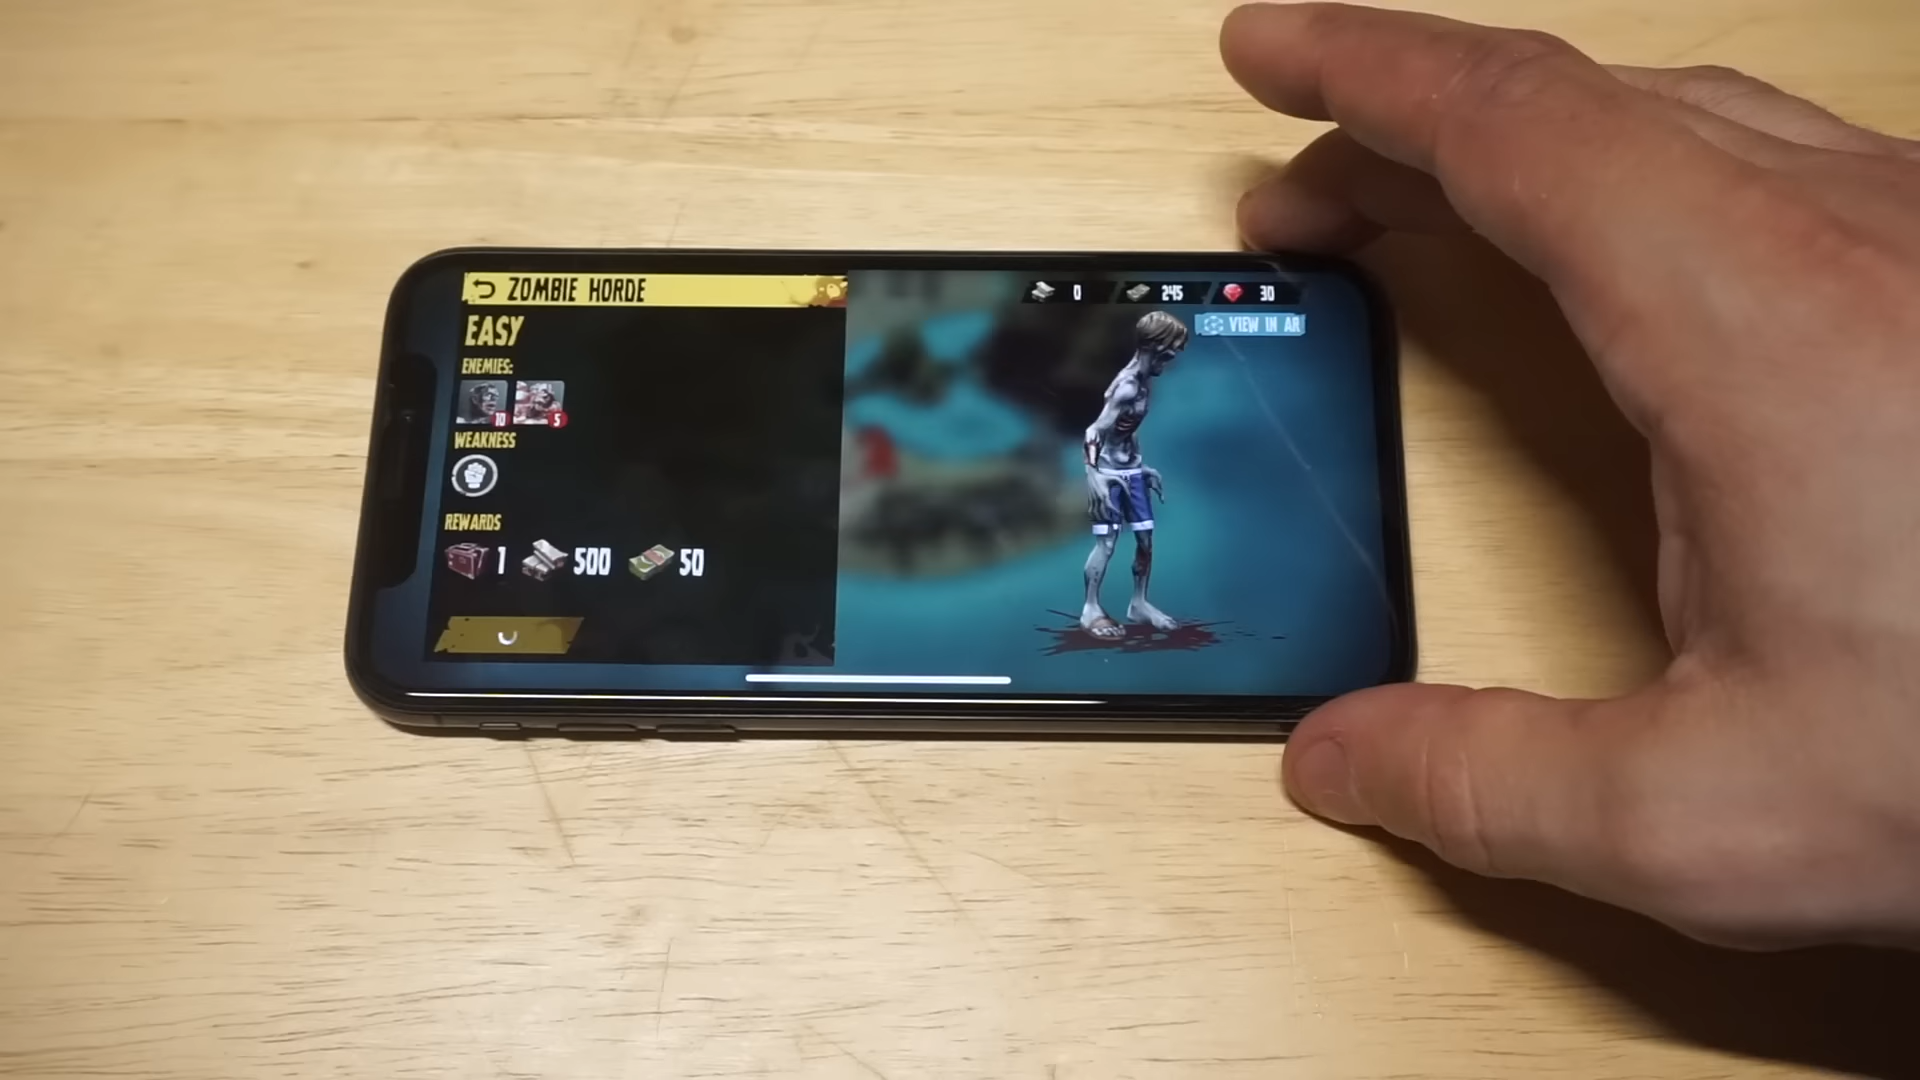 ZOMBIE HORDE
0 245 30
VIEW IN AR
EASY
ENEMIES:
10 5
WEAKNESS
REWARDS
1 500 50